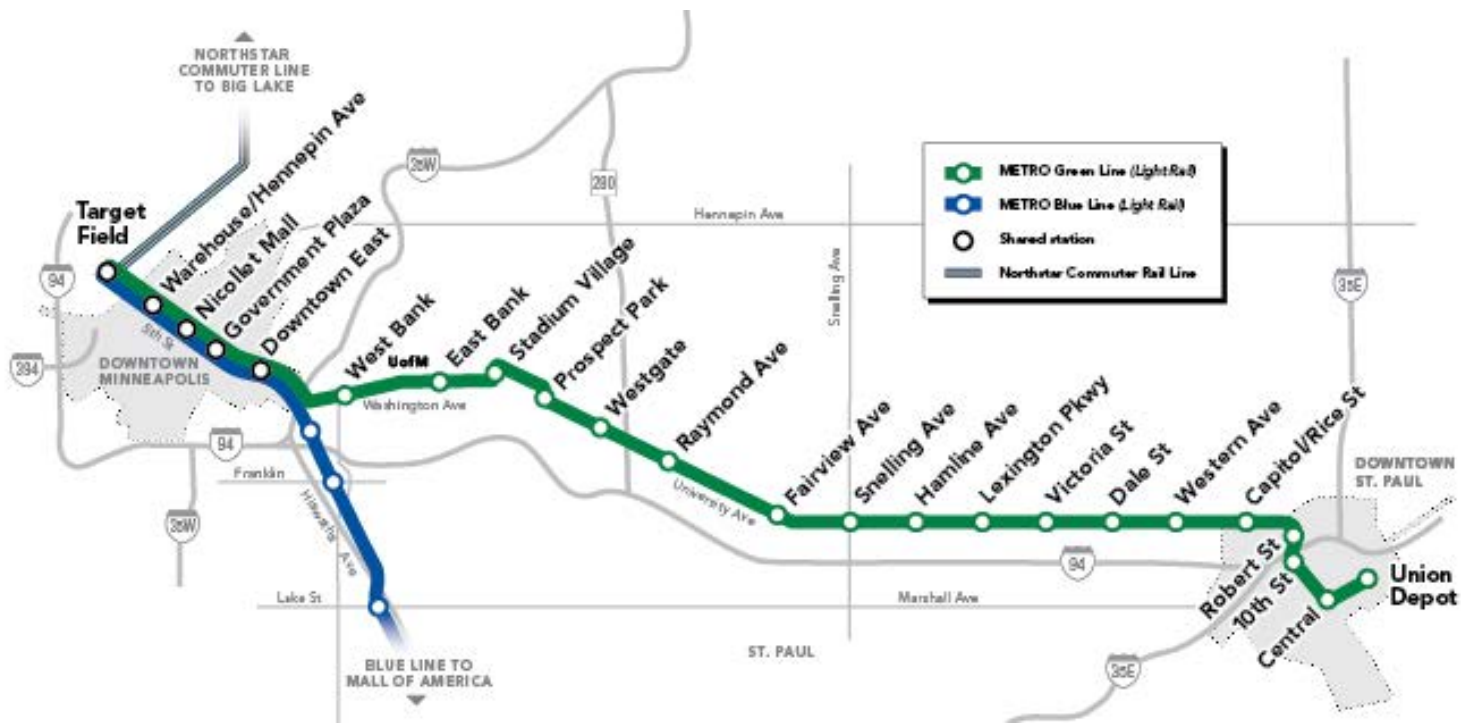 NORTHSTAR
COMMUTER LINE
TO BIG LAKE
35W
280
METRO Green Line (Light Rail)
METRO Blue Line (Light Rail)
Shared station
Northstar Commuter Rail Line
Target
Field
Warehouse/Hennepin Ave
Nicollet Mall
Government Plaza
Downtown East
Hennepin Ave
Snelling Ave
94
35E
394
5th St
DOWNTOWN
MINNEAPOLIS
West Bank
UofM
East Bank
Stadium Village
Prospect Park
Westgate
Raymond Ave
Washington Ave
Fairview Ave
Snelling Ave
Hamline Ave
Lexington Pkwy
Victoria St
Dale St
Western Ave
Capitol/Rice St
DOWNTOWN
ST. PAUL
94
Franklin
35W
Hiawatha Ave
University Ave
94
Robert St
10th St
Central
Union
Depot
Lake St
Marshall Ave
ST. PAUL
35E
BLUE LINE TO
MALL OF AMERICA